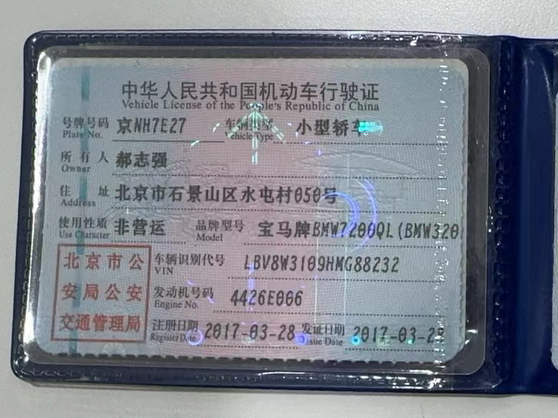 中华人民共和国机动车行驶证
Vehicle License of the People's Republic of China
号牌号码 京NH7E27 车辆类型 小型轿车
Plate No. Vehicle Type
所有人 郝志强
Owner
住址 北京市石景山区水屯村050号
Address
使用性质 非营运 品牌型号 宝马牌BMW7200QL(BMW320
Use Character Model
北京市公 车辆识别代号 LBV8W3109HMG88232
VIN
安局公安 发动机号码 4426E006
Engine No.
交通管理局 注册日期 2017-03-28 发证日期 2017-03-28
Register Date Issue Date